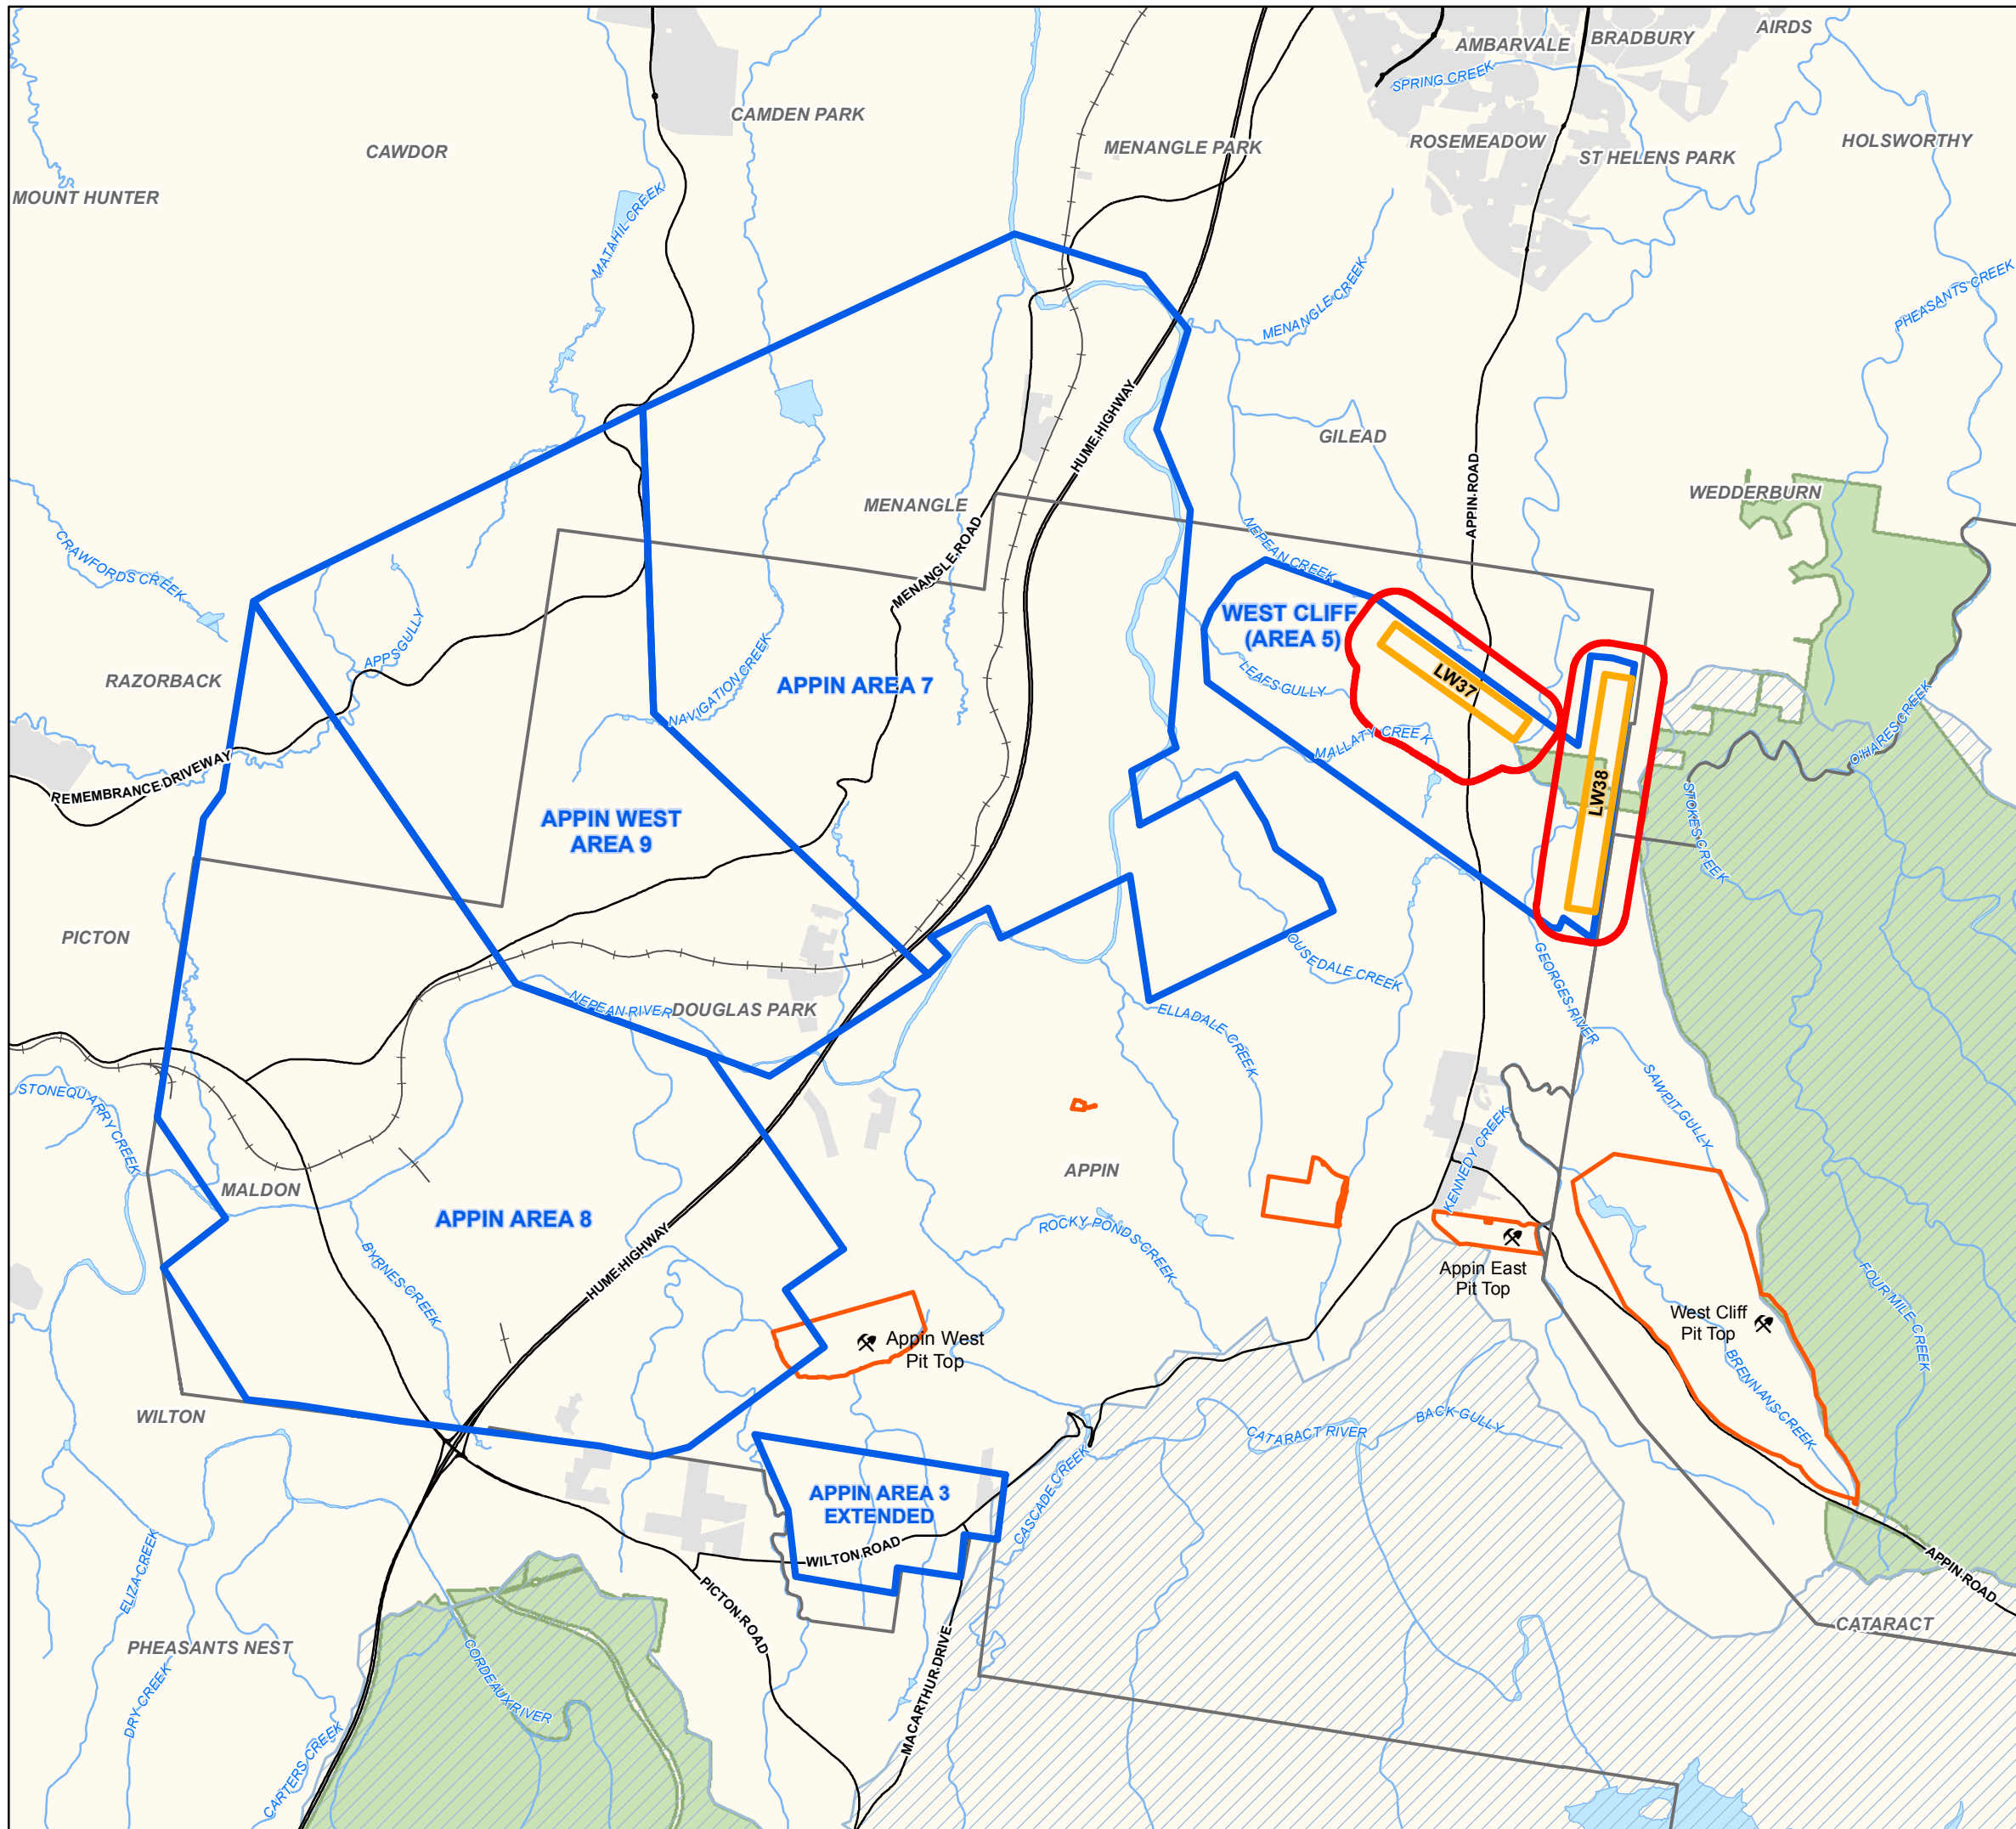 AIRDS
BRADBURY
AMBARVALE
SPRING CREEK
CAMDEN PARK
ROSEMEADOW
HOLSWORTHY
MENANGLE PARK
CAWDOR
ST HELENS PARK
MOUNT HUNTER
MATAHIL CREEK
MENANGLE CREEK
PHEASANTS CREEK
HUME HIGHWAY
GILEAD
APPIN ROAD
MENANGLE
WEDDERBURN
NEPEAN CREEK
CRAWFORDS CREEK
MENANGLE ROAD
WEST CLIFF
(AREA 5)
APPS GULLY
RAZORBACK
NAVIGATION CREEK
APPIN AREA 7
LEAFS GULLY
LW37
MALLATY CREEK
O'HARES CREEK
REMEMBRANCE DRIVEWAY
LW38
STOKES CREEK
APPIN WEST
AREA 9
PICTON
OUSEDALE CREEK
GEORGES RIVER
NEPEAN RIVER
DOUGLAS PARK
ELLADALE CREEK
SAWPIT GULLY
STONEQUARRY CREEK
KENNEDY CREEK
APPIN
MALDON
APPIN AREA 8
ROCKY PONDS CREEK
HUME HIGHWAY
BYRNES CREEK
Appin East
Pit Top
FOUR MILE CREEK
West Cliff
Pit Top
Appin West
Pit Top
BRENNANS CREEK
WILTON
BACK GULLY
CATARACT RIVER
CASCADE CREEK
APPIN AREA 3
EXTENDED
WILTON ROAD
ELIZA CREEK
APPIN ROAD
PICTON ROAD
CATARACT
PHEASANTS NEST
CORDEAUX RIVER
DRY CREEK
MACARTHUR DRIVE
CARTERS CREEK